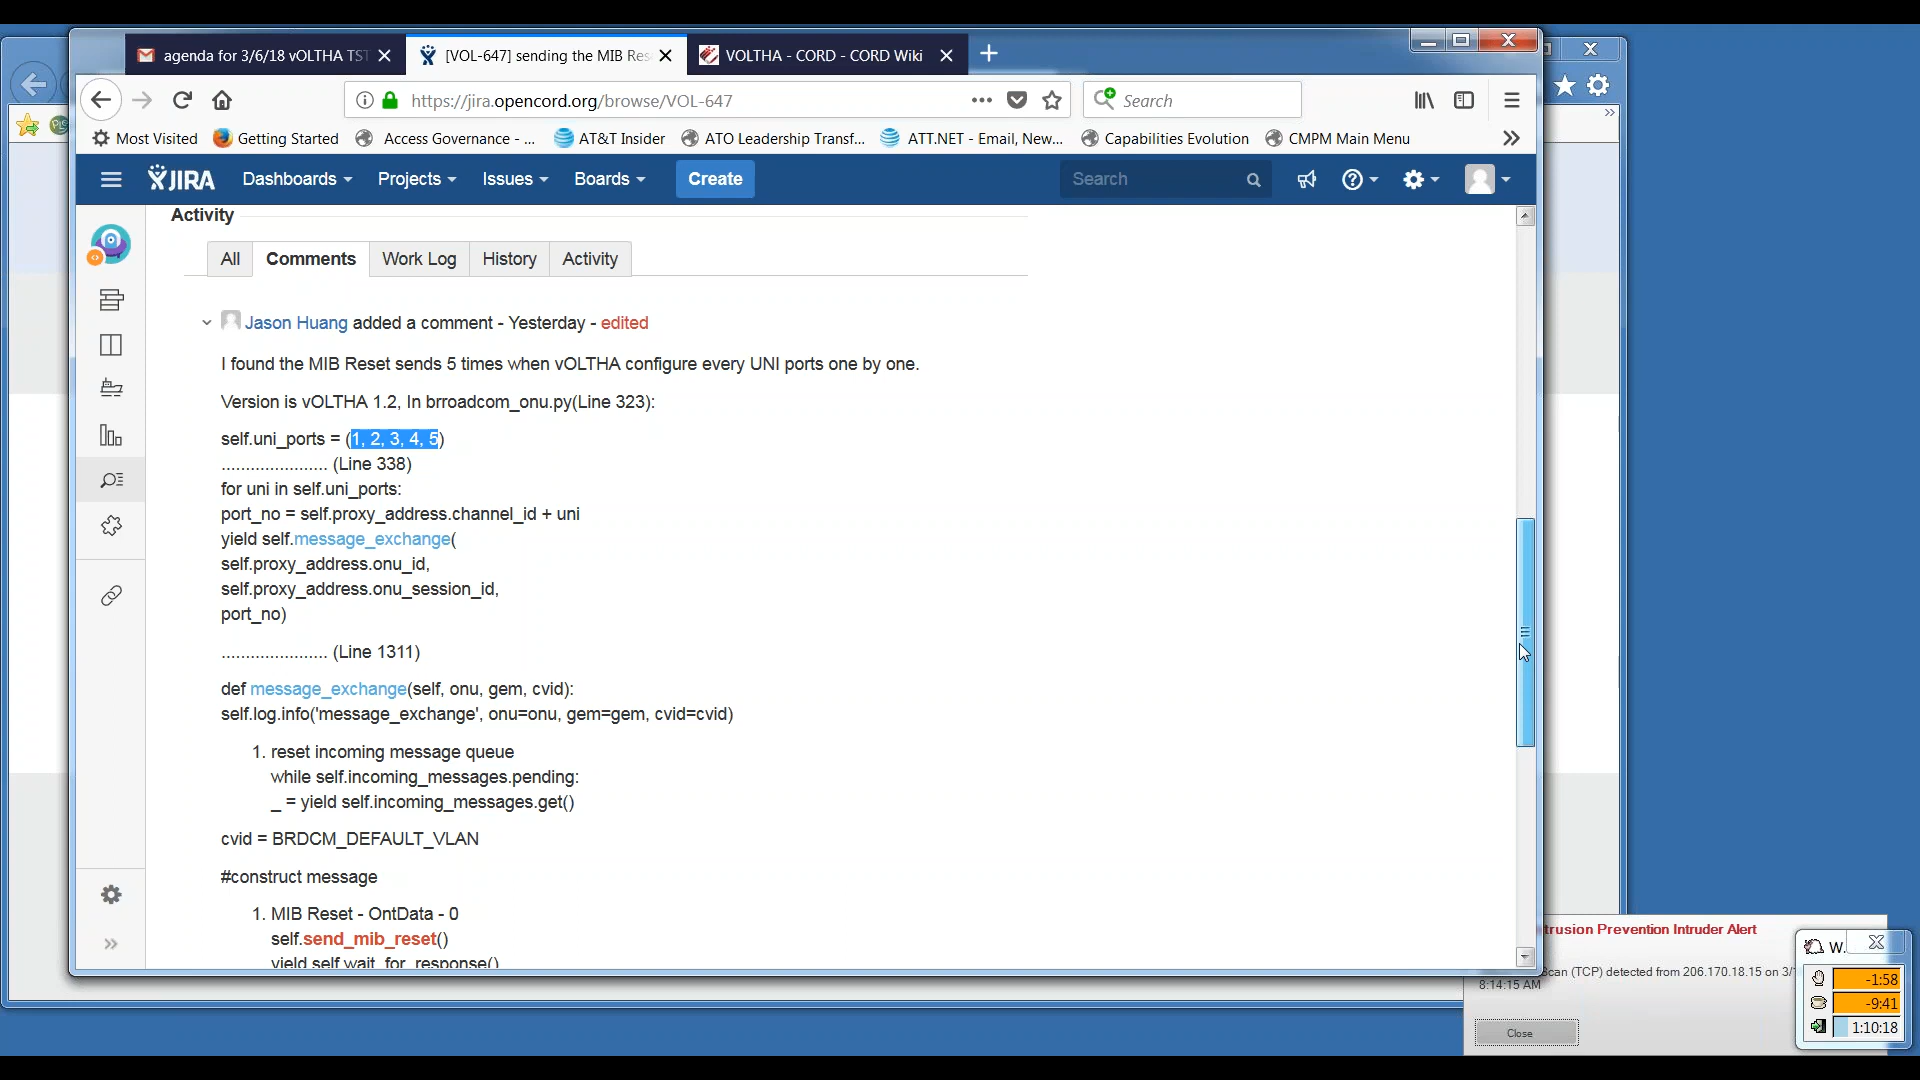 agenda for 3/6/18 vOLTHA TST
[VOL-647] sending the MIB Res
VOLTHA - CORD - CORD Wiki
https://jira.opencord.org/browse/VOL-647
Search
Most Visited
Getting Started
Access Governance - ...
AT&T Insider
ATO Leadership Transf...
ATT.NET - Email, New...
Capabilities Evolution
CMPM Main Menu
JIRA
Dashboards
Projects
Issues
Boards
Create
Search
Activity
All
Comments
Work Log
History
Activity
Jason Huang added a comment - Yesterday - edited
I found the MIB Reset sends 5 times when vOLTHA configure every UNI ports one by one.
Version is vOLTHA 1.2, In brroadcom_onu.py(Line 323):
self.uni_ports = (1, 2, 3, 4, 5)
...................... (Line 338)
for uni in self.uni_ports:
port_no = self.proxy_address.channel_id + uni
yield self.message_exchange(
self.proxy_address.onu_id,
self.proxy_address.onu_session_id,
port_no)
...................... (Line 1311)
def message_exchange(self, onu, gem, cvid):
self.log.info('message_exchange', onu=onu, gem=gem, cvid=cvid)
1. reset incoming message queue
while self.incoming_messages.pending:
_ = yield self.incoming_messages.get()
cvid = BRDCM_DEFAULT_VLAN
#construct message
1. MIB Reset - OntData - 0
self.send_mib_reset()
yield self.wait_for_response()
trusion Prevention Intruder Alert
Scan (TCP) detected from 206.170.18.15 on 3/
8:14:15 AM
Close
W.
-1:58
-9:41
1:10:18